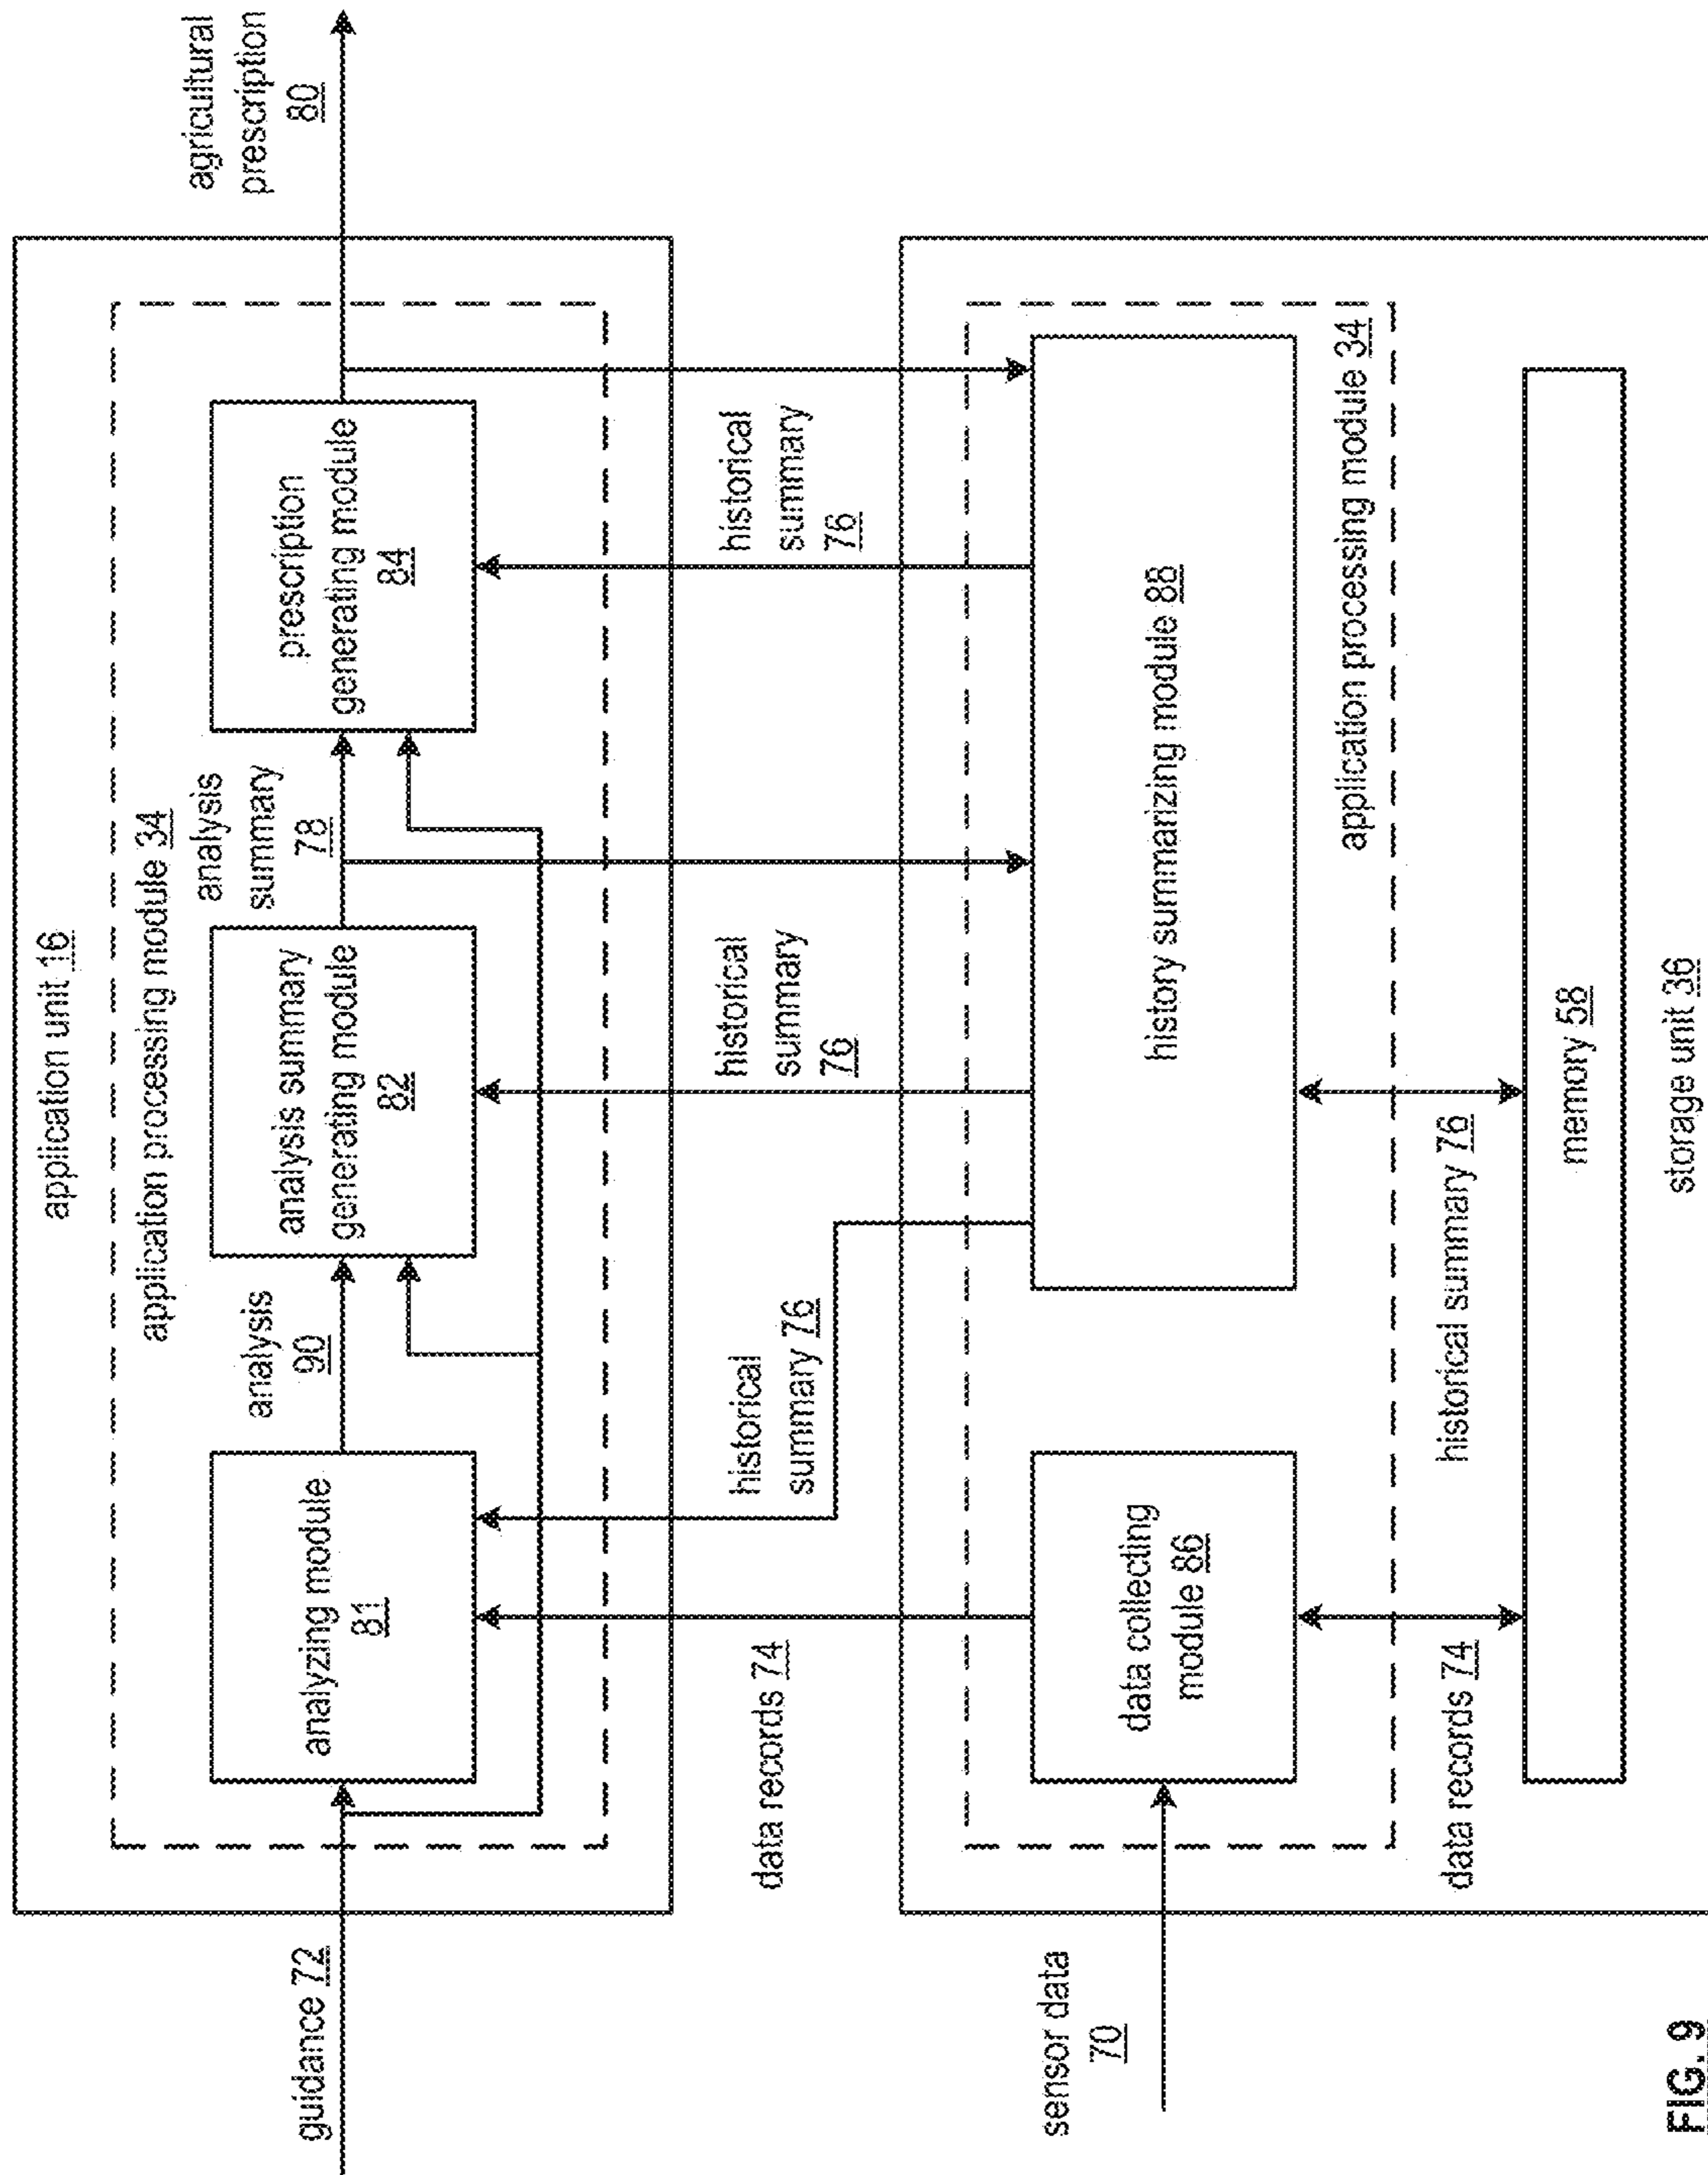 application unit 16
application processing module 34
guidance 72
analyzing module
81
analysis
90
analysis summary
generating module
82
analysis
summary
78
prescription
generating module
84
agricultural
prescription
80
data records 74
historical
summary 76
historical
summary
76
historical
summary
76
sensor data
70
data collecting
module 86
history summarizing module 88
application processing module 34
data records 74
historical summary 76
memory 58
storage unit 36
FIG. 9